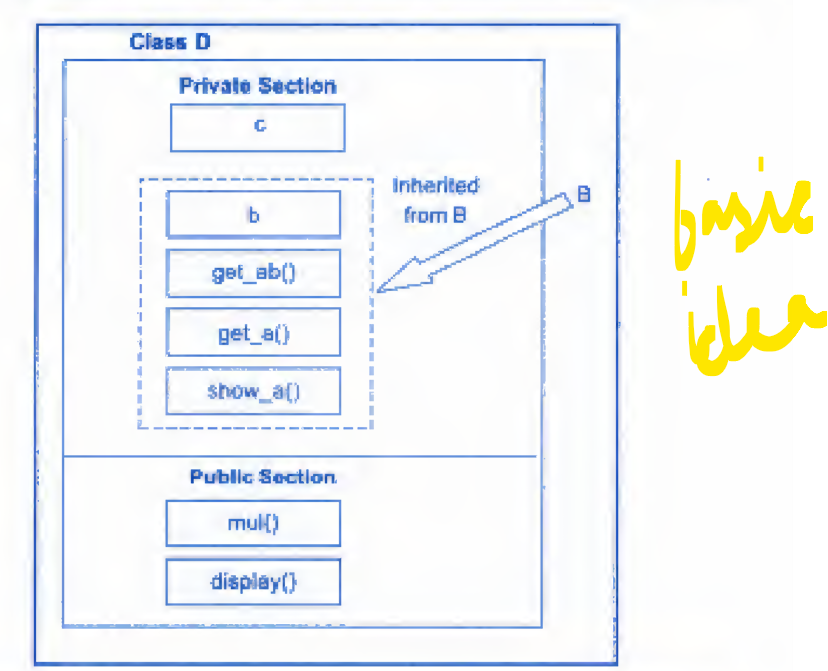 Class D
Private Section
c
Inherited
from B
B
b
get_ab()
get_a()
show_a()
Public Section
mul()
display()
basic
idea